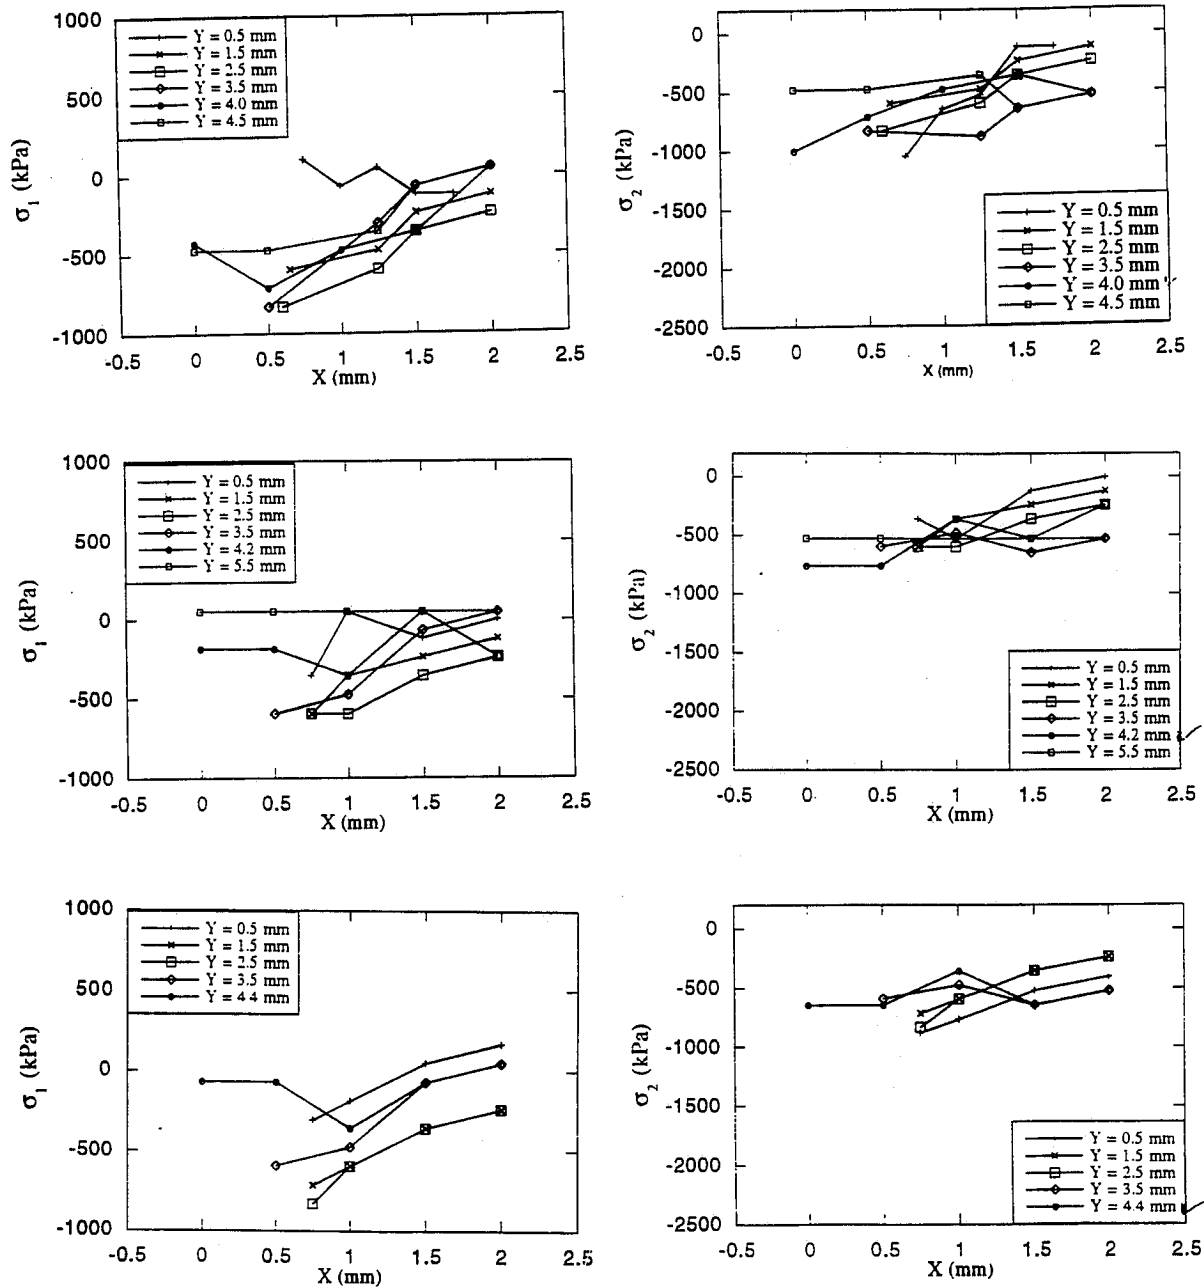 1000
500
0
-500
-1000
σ1 (kPa)
Y = 0.5 mm
Y = 1.5 mm
Y = 2.5 mm
Y = 3.5 mm
Y = 4.0 mm
Y = 4.5 mm
-0.5 0 0.5 1 1.5 2 2.5
X (mm)
0
-500
-1000
-1500
-2000
-2500
σ2 (kPa)
Y = 0.5 mm
Y = 1.5 mm
Y = 2.5 mm
Y = 3.5 mm
Y = 4.0 mm
Y = 4.5 mm
-0.5 0 0.5 1 1.5 2 2.5
X (mm)
1000
500
0
-500
-1000
σ1 (kPa)
Y = 0.5 mm
Y = 1.5 mm
Y = 2.5 mm
Y = 3.5 mm
Y = 4.2 mm
Y = 5.5 mm
-0.5 0 0.5 1 1.5 2 2.5
X (mm)
0
-500
-1000
-1500
-2000
-2500
σ2 (kPa)
Y = 0.5 mm
Y = 1.5 mm
Y = 2.5 mm
Y = 3.5 mm
Y = 4.2 mm
Y = 5.5 mm
-0.5 0 0.5 1 1.5 2 2.5
X (mm)
1000
500
0
-500
-1000
σ1 (kPa)
Y = 0.5 mm
Y = 1.5 mm
Y = 2.5 mm
Y = 3.5 mm
Y = 4.4 mm
-0.5 0 0.5 1 1.5 2 2.5
X (mm)
0
-500
-1000
-1500
-2000
-2500
σ2 (kPa)
Y = 0.5 mm
Y = 1.5 mm
Y = 2.5 mm
Y = 3.5 mm
Y = 4.4 mm
-0.5 0 0.5 1 1.5 2 2.5
X (mm)